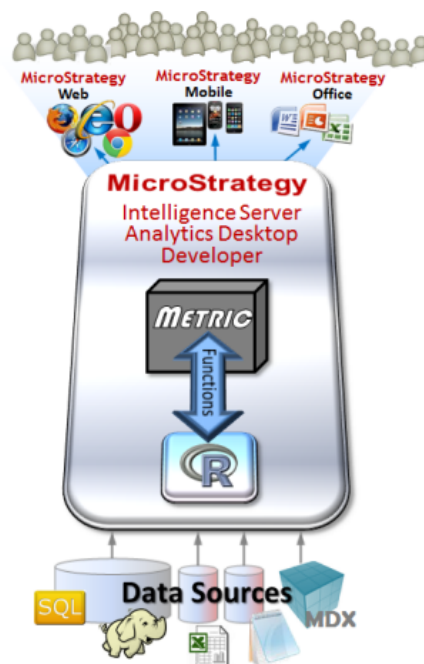 MicroStrategy
Web
MicroStrategy
Mobile
MicroStrategy
Office
MicroStrategy
Intelligence Server
Analytics Desktop
Developer
METRIC
Functions
R
Data Sources
SQL
MDX